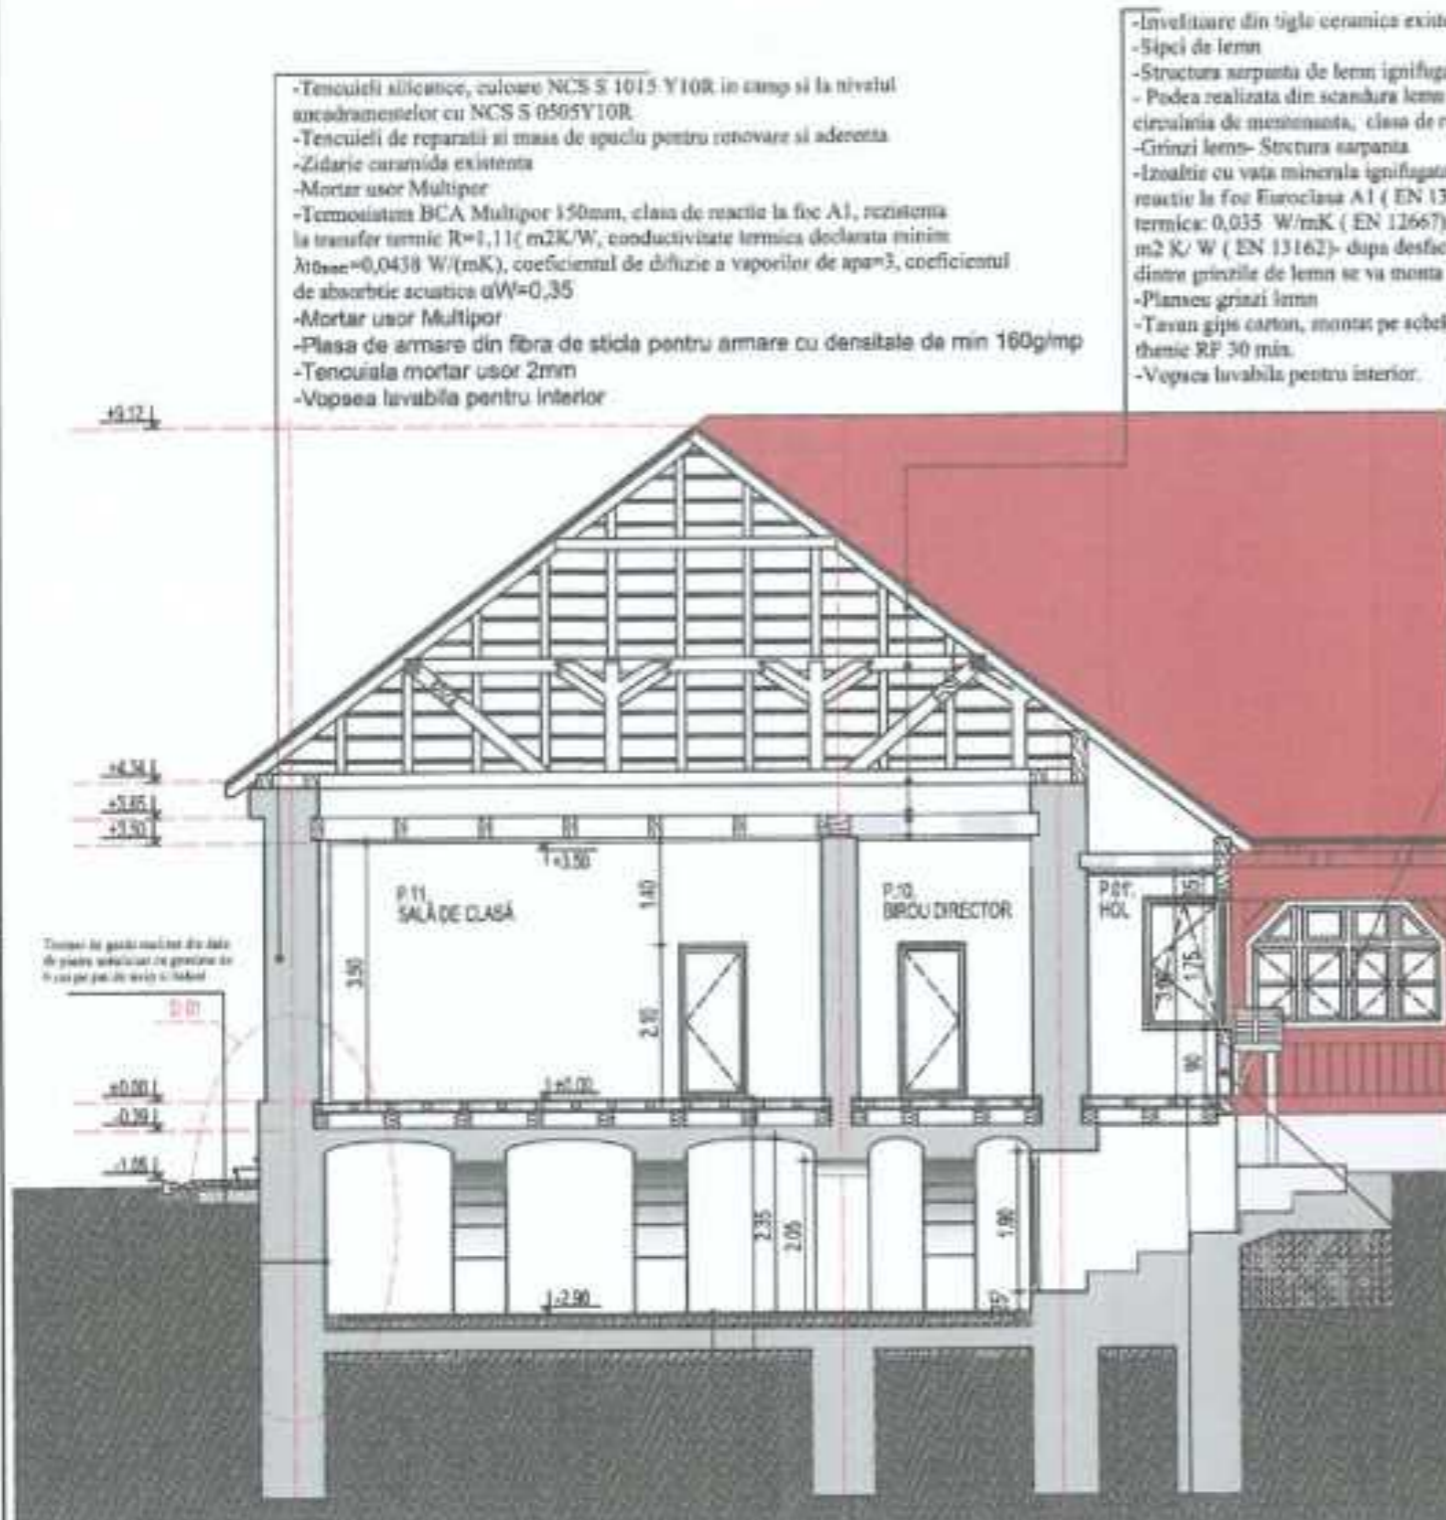 -Tencuieli silicatice, culoare NCS S 1015 Y10R in camp si la nivelul
ancadramentelor cu NCS S 0505Y10R
-Tencuieli de reparatii si masa de spaclu pentru renovare si aderenta
-Zidarie caramida existenta
-Mortar usor Multipor
-Termosistem BCA Multipor 150mm, clasa de reactie la foc A1, rezistenta
la transfer termic R=1,11( m2K/W, conductivitate termica declarata minim
=0,0438 W/(mK), coeficientul de difuzie a vaporilor de apa=3, coeficientul
de absorbtie acustica αW=0,35
-Mortar usor Multipor
-Plasa de armare din fibra de sticla pentru armare cu densitate de min 160g/mp
-Tencuiala mortar usor 2mm
-Vopsea lavabila pentru interior
-Invelitoare din tigla ceramica exist
-Sipci de lemn
-Structura sarpanta de lemn ignifuga
- Podea realizata din scandura lemn
circulatia de mentenanta, clasa de r
-Grinzi lemn- Strctura sarpanta
-Izoaltie cu vata minerala ignifugata
reactie la foc Euroclasa A1 ( EN 13
termica: 0,035 W/mK ( EN 12667)
m2 K/ W ( EN 13162)- dupa desfac
dintre grinzile de lemn se va monta
-Planseu grinzi lemn
-Tavan gips carton, montat pe schel
RF 30 min.
-Vopsea lavabila pentru interior.
+9.12
+4.34
+3.85
+3.50
+3.50
P.11.
SALĂ DE CLASĂ
3.50
1.40
2.10
P.10.
BIROU DIRECTOR
P.01'.
HOL
1.75
90
D.01
±0.00
±0.00
-0.39
-1.05
2.35
2.05
1.90
-2.90